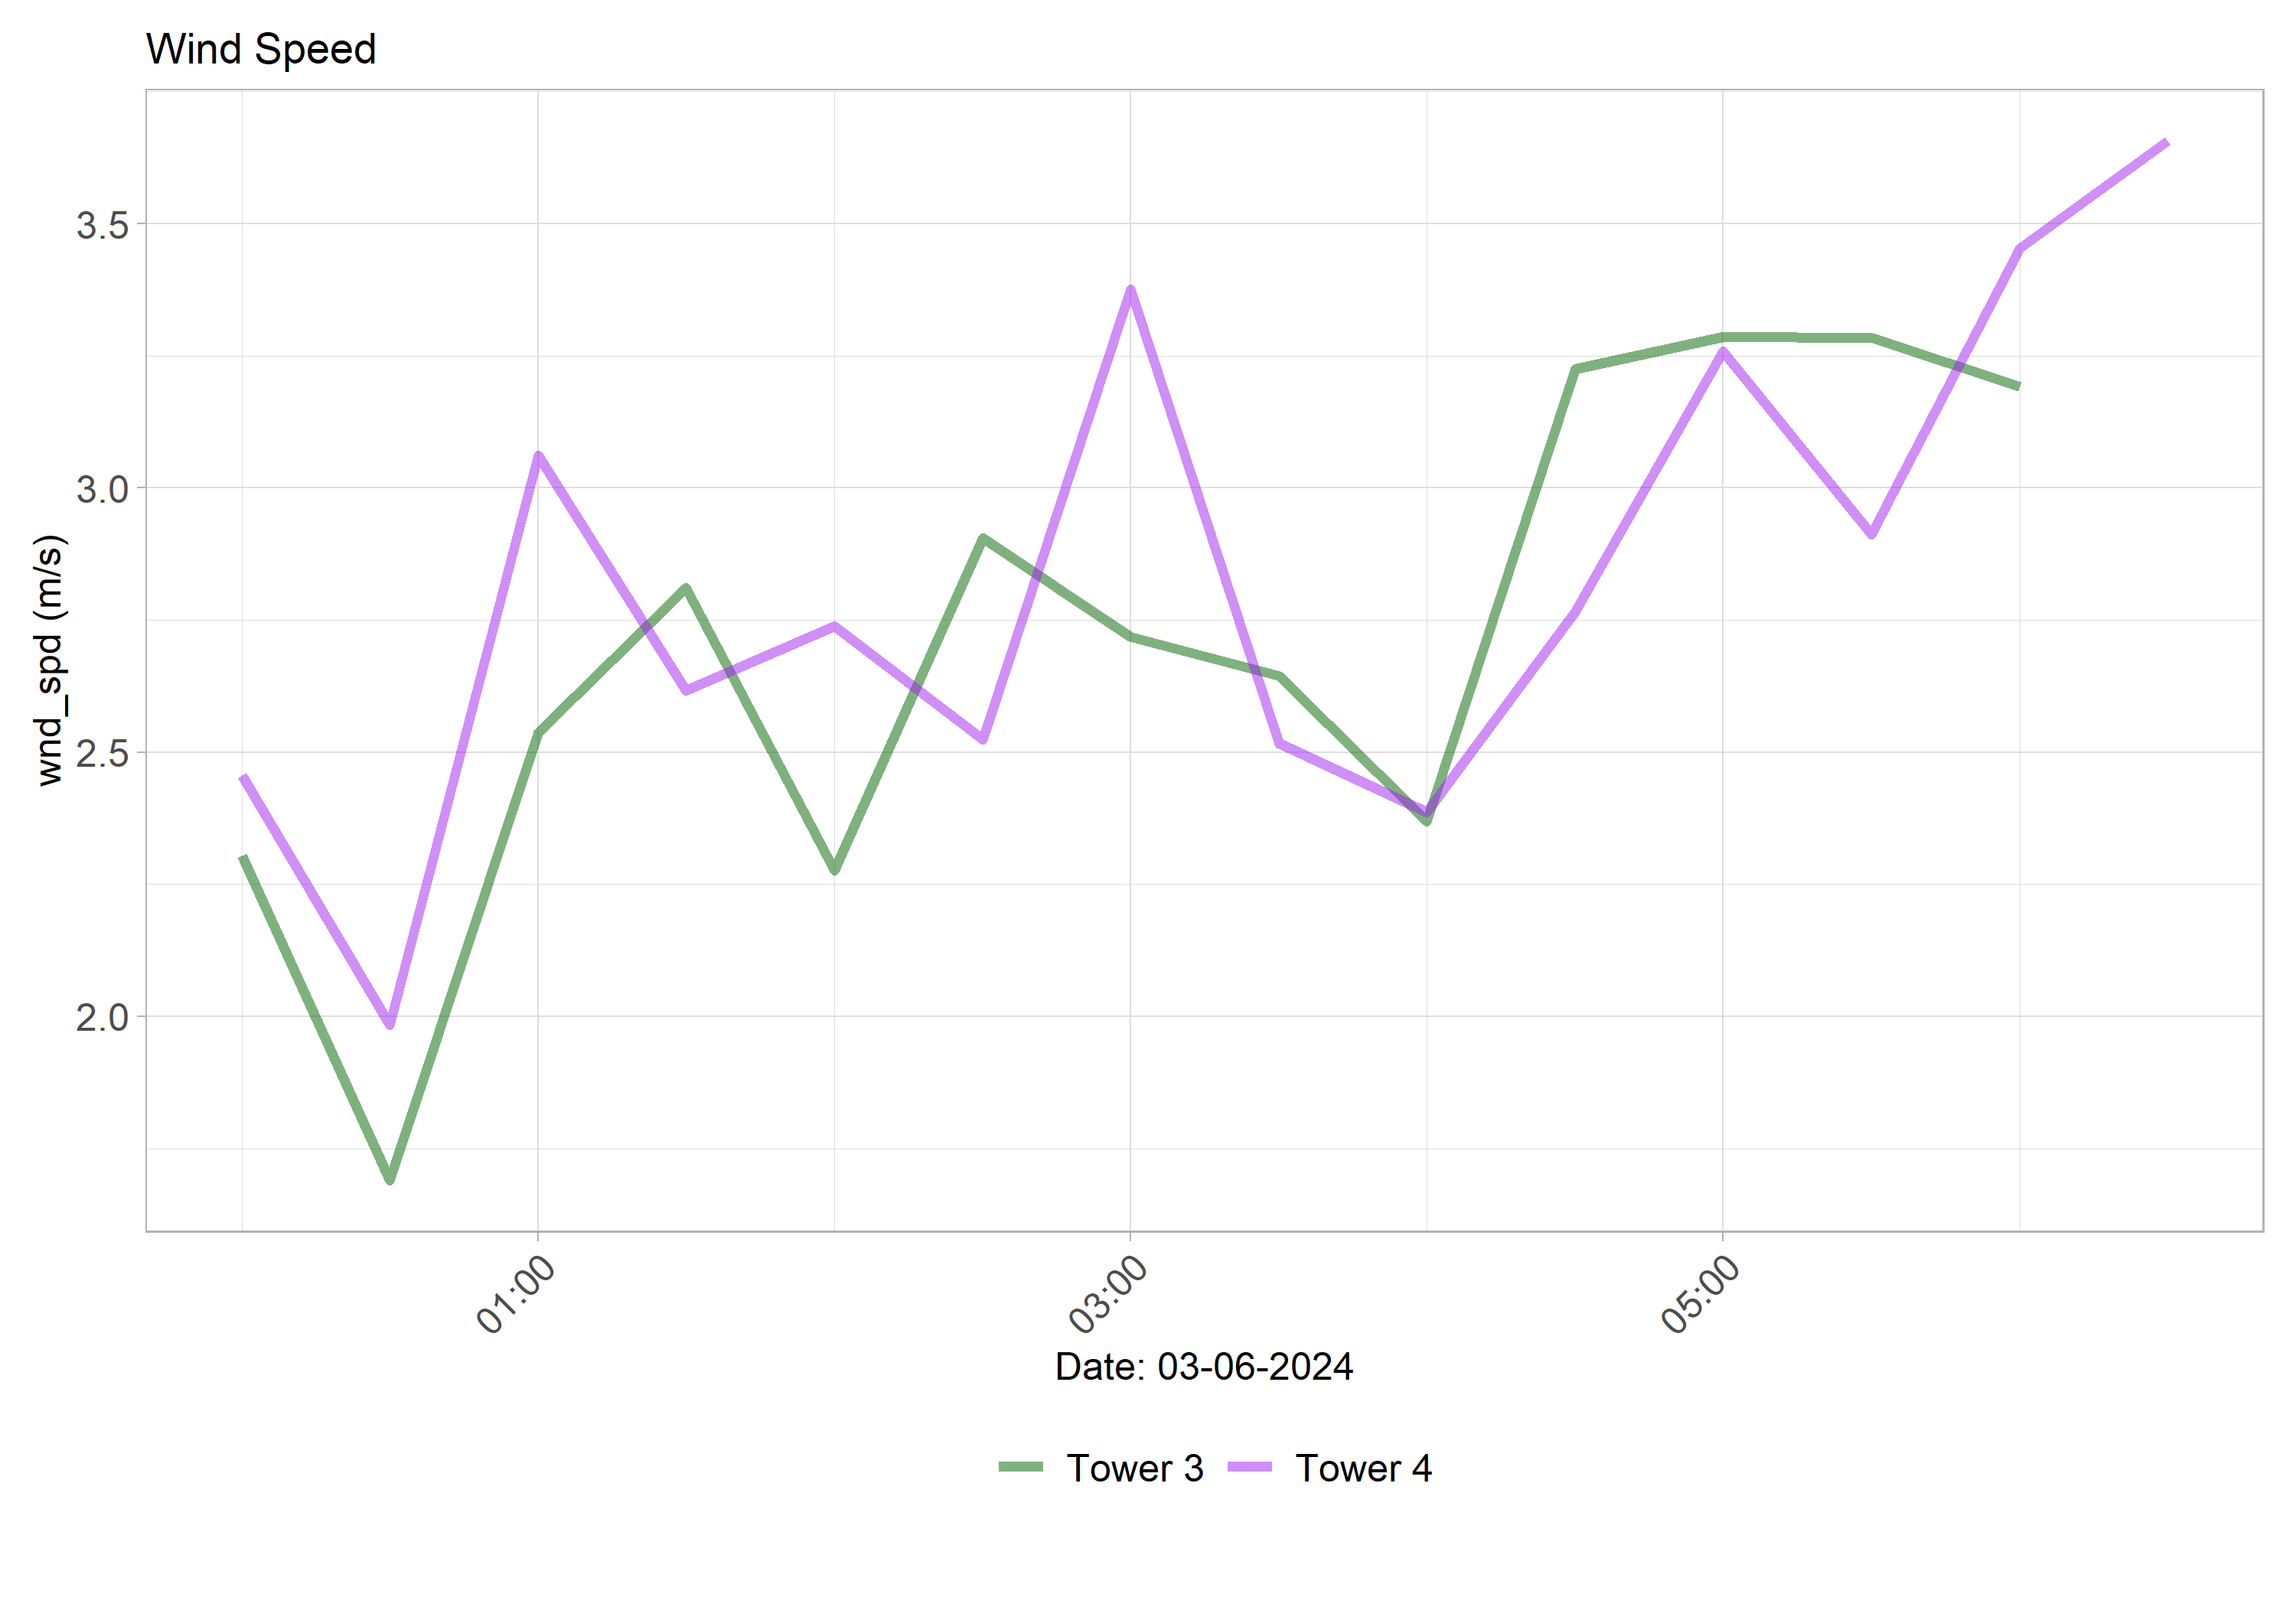 Wind Speed
wnd_spd (m/s)
3.5
3.0
2.5
2.0
01:00
03:00
05:00
Date: 03-06-2024
Tower 3
Tower 4